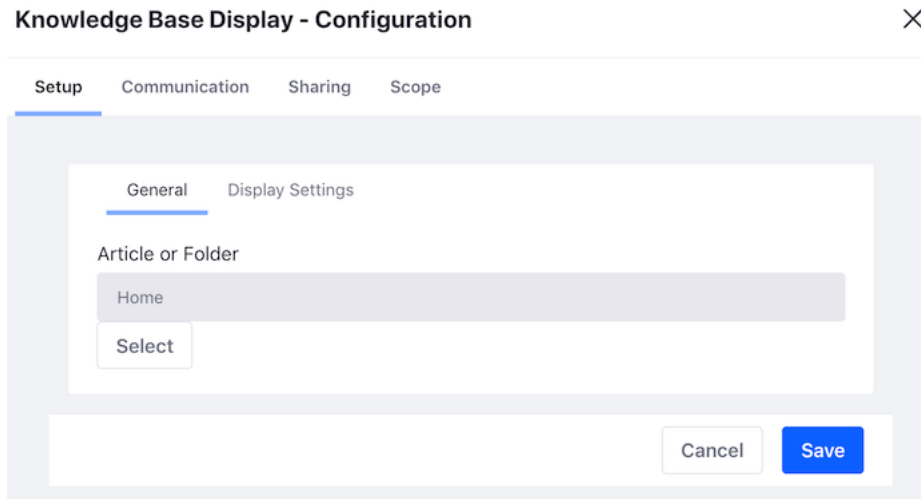 Knowledge Base Display - Configuration
Setup Communication Sharing Scope
General Display Settings
Article or Folder
Home
Select
Cancel Save